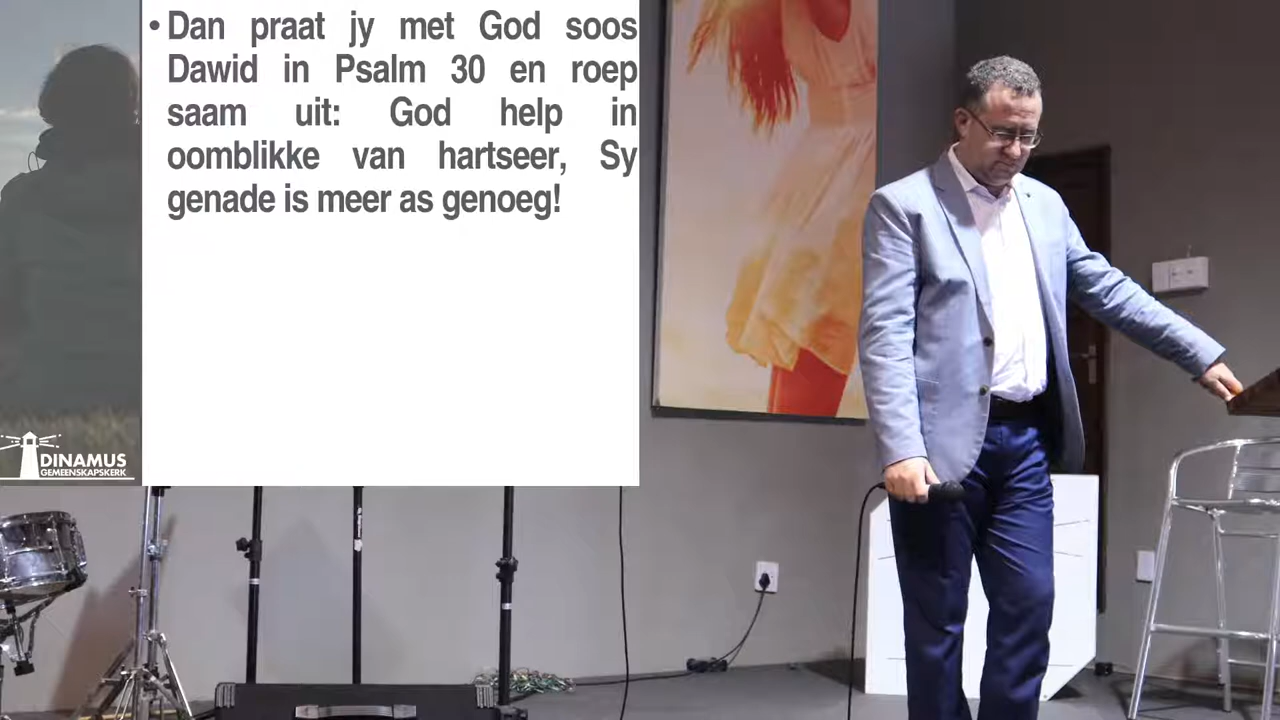 • Dan praat jy met God soos
Dawid in Psalm 30 en roep
saam uit: God help in
oomblikke van hartseer, Sy
genade is meer as genoeg!
DINAMUS
GEMEENSKAPSKERK